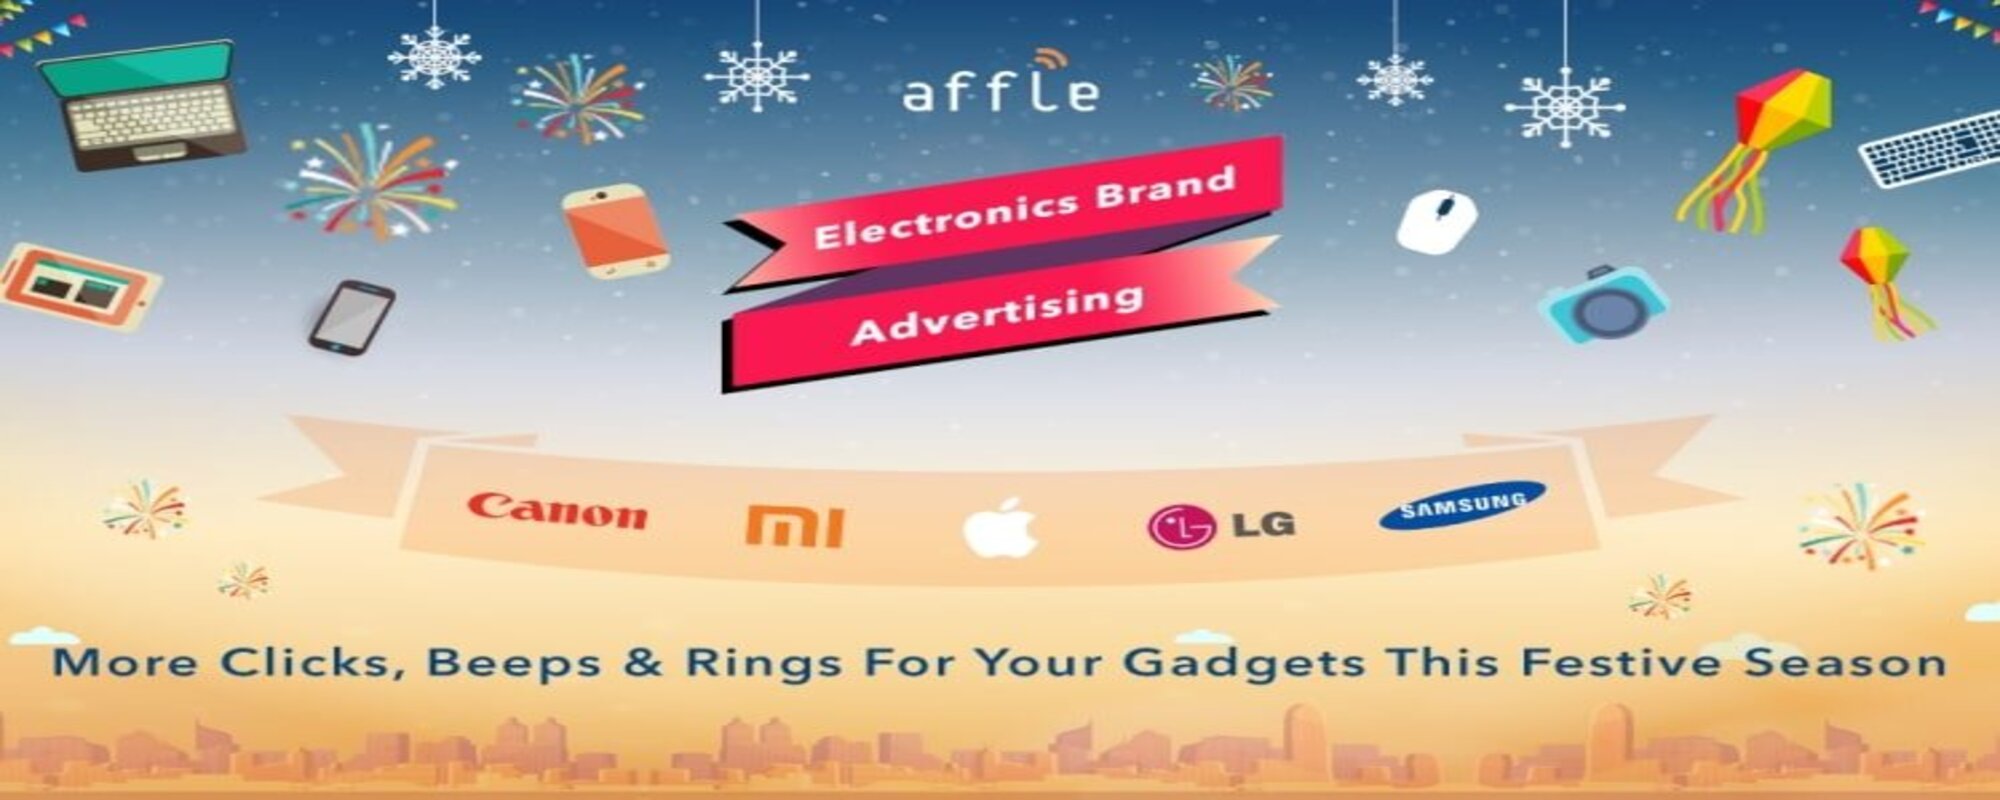 affle
Electronics Brand
Advertising
Canon
MI
LG
SAMSUNG
More Clicks, Beeps & Rings For Your Gadgets This Festive Season